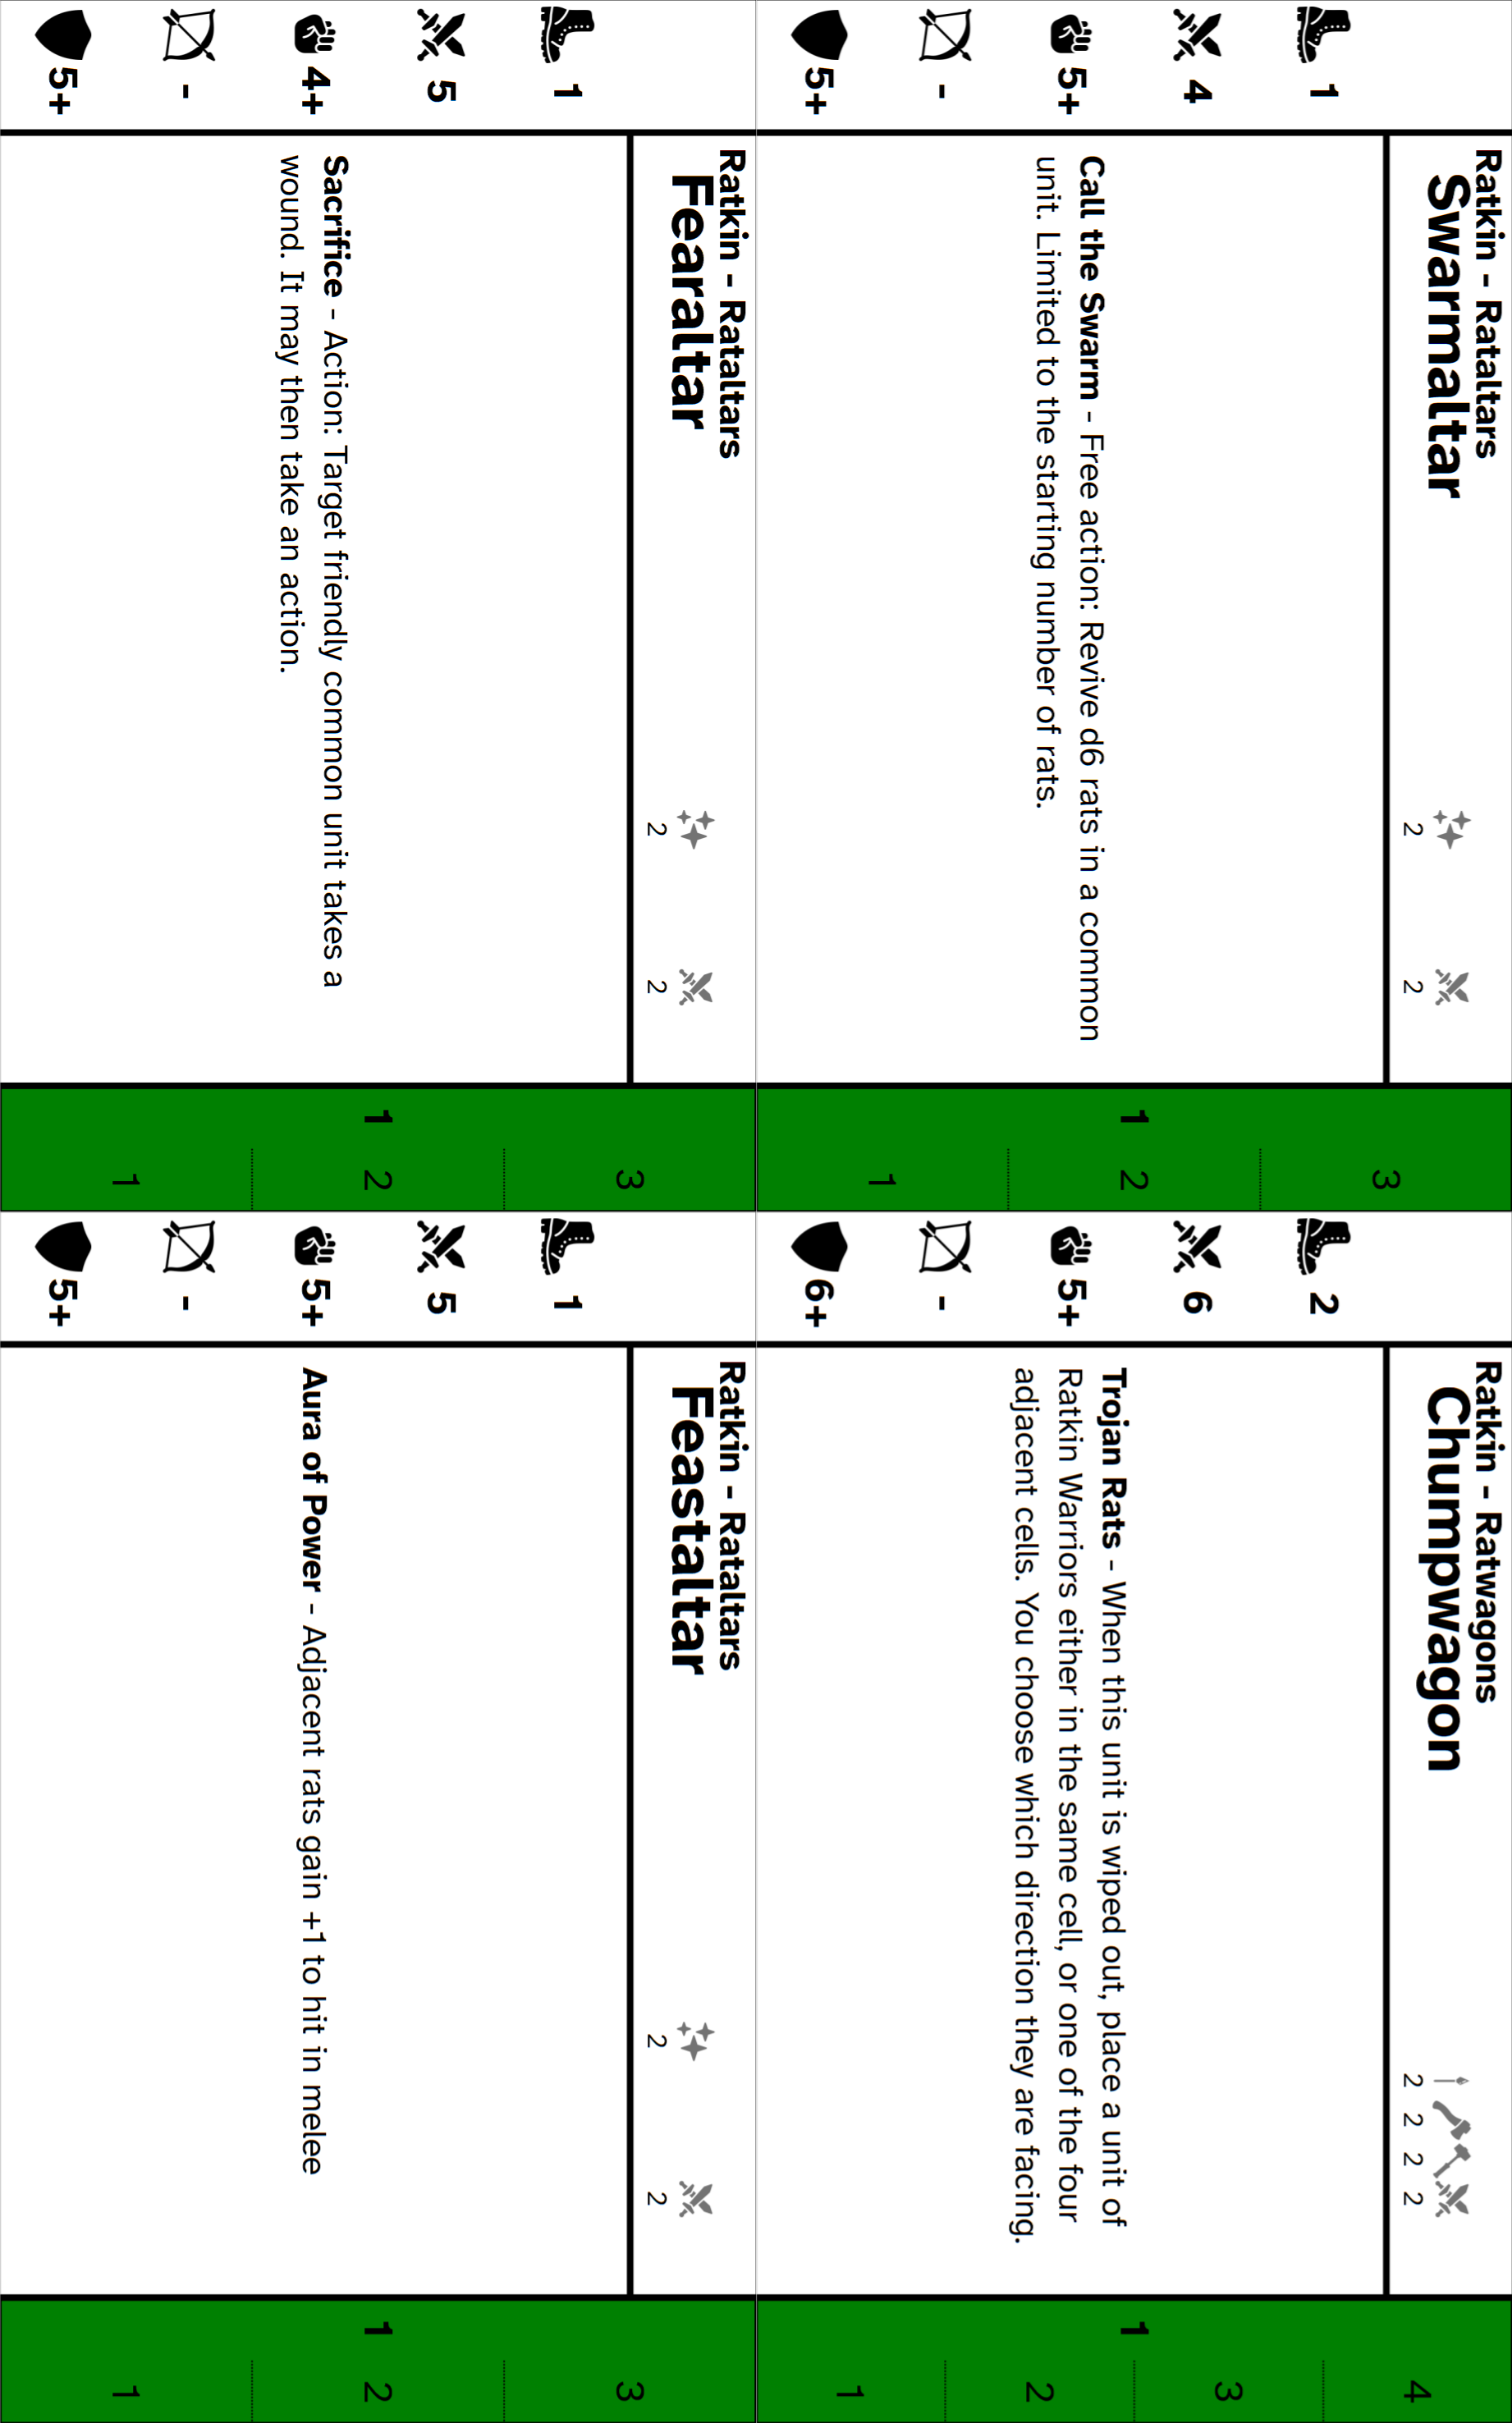 Ratkin - Rataltars
Swarmaltar
2 2
1
4
5+
-
5+
Call the Swarm - Free action: Revive d6 rats in a common
unit. Limited to the starting number of rats.
1
3
2
1
Ratkin - Ratwagons
Chumpwagon
2 2 2 2
2
6
5+
-
6+
Trojan Rats - When this unit is wiped out, place a unit of
Ratkin Warriors either in the same cell, or one of the four
adjacent cells. You choose which direction they are facing.
1
4
3
2
1
Ratkin - Rataltars
Fearaltar
2 2
1
5
4+
-
5+
Sacrifice - Action: Target friendly common unit takes a
wound. It may then take an action.
1
3
2
1
Ratkin - Rataltars
Feastaltar
2 2
1
5
5+
-
5+
Aura of Power - Adjacent rats gain +1 to hit in melee
1
3
2
1